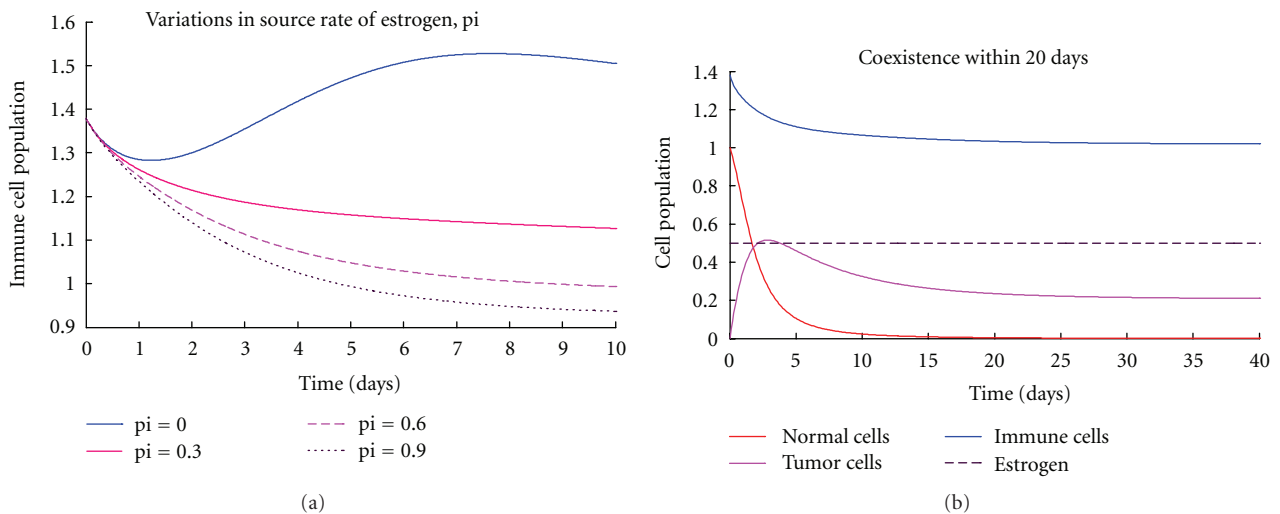 Variations in source rate of estrogen, pi
Immune cell population
1.6
1.5
1.4
1.3
1.2
1.1
1
0.9
0 1 2 3 4 5 6 7 8 9 10
Time (days)
pi = 0 pi = 0.6
pi = 0.3 pi = 0.9
(a)
Coexistence within 20 days
Cell population
1.4
1.2
1
0.8
0.6
0.4
0.2
0
0 5 10 15 20 25 30 35 40
Time (days)
Normal cells Immune cells
Tumor cells Estrogen
(b)